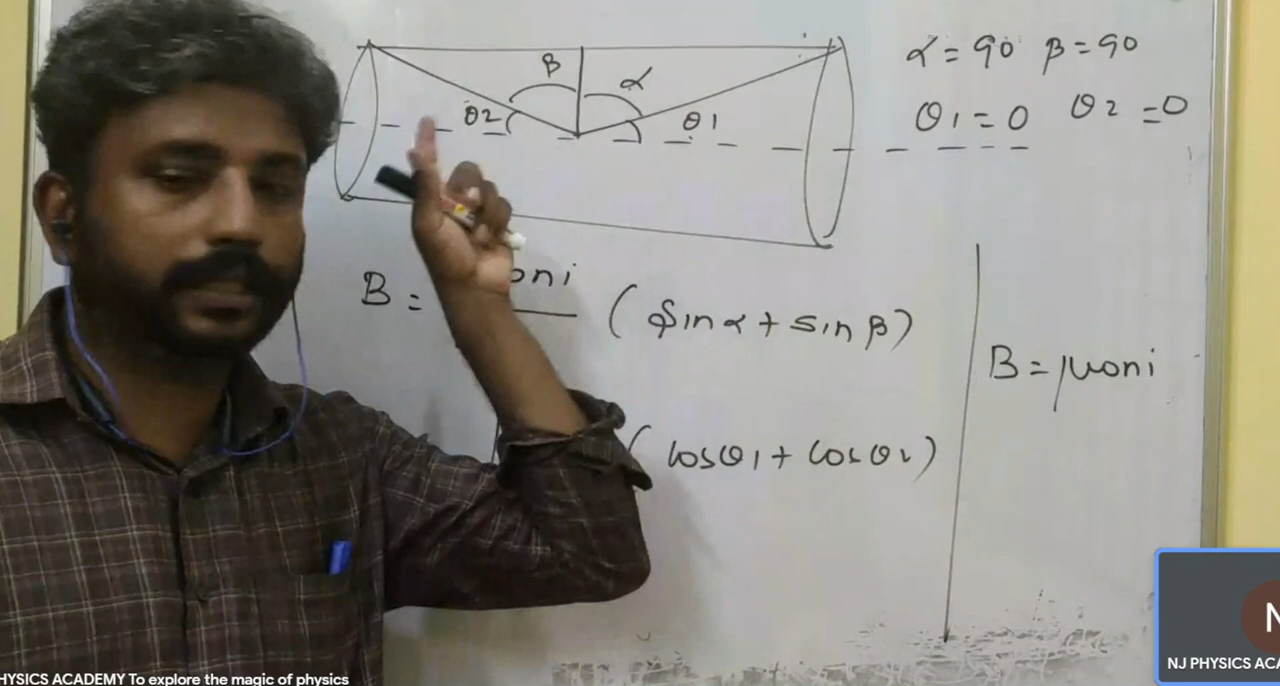 β α
θ2 θ1
α = 90 β = 90
θ1 = 0 θ2 = 0
B = oni (Sinα + sinβ)
(cosθ1 + cosθ2)
B = μoni
N
NJ PHYSICS ACA
HYSICS ACADEMY To explore the magic of physics